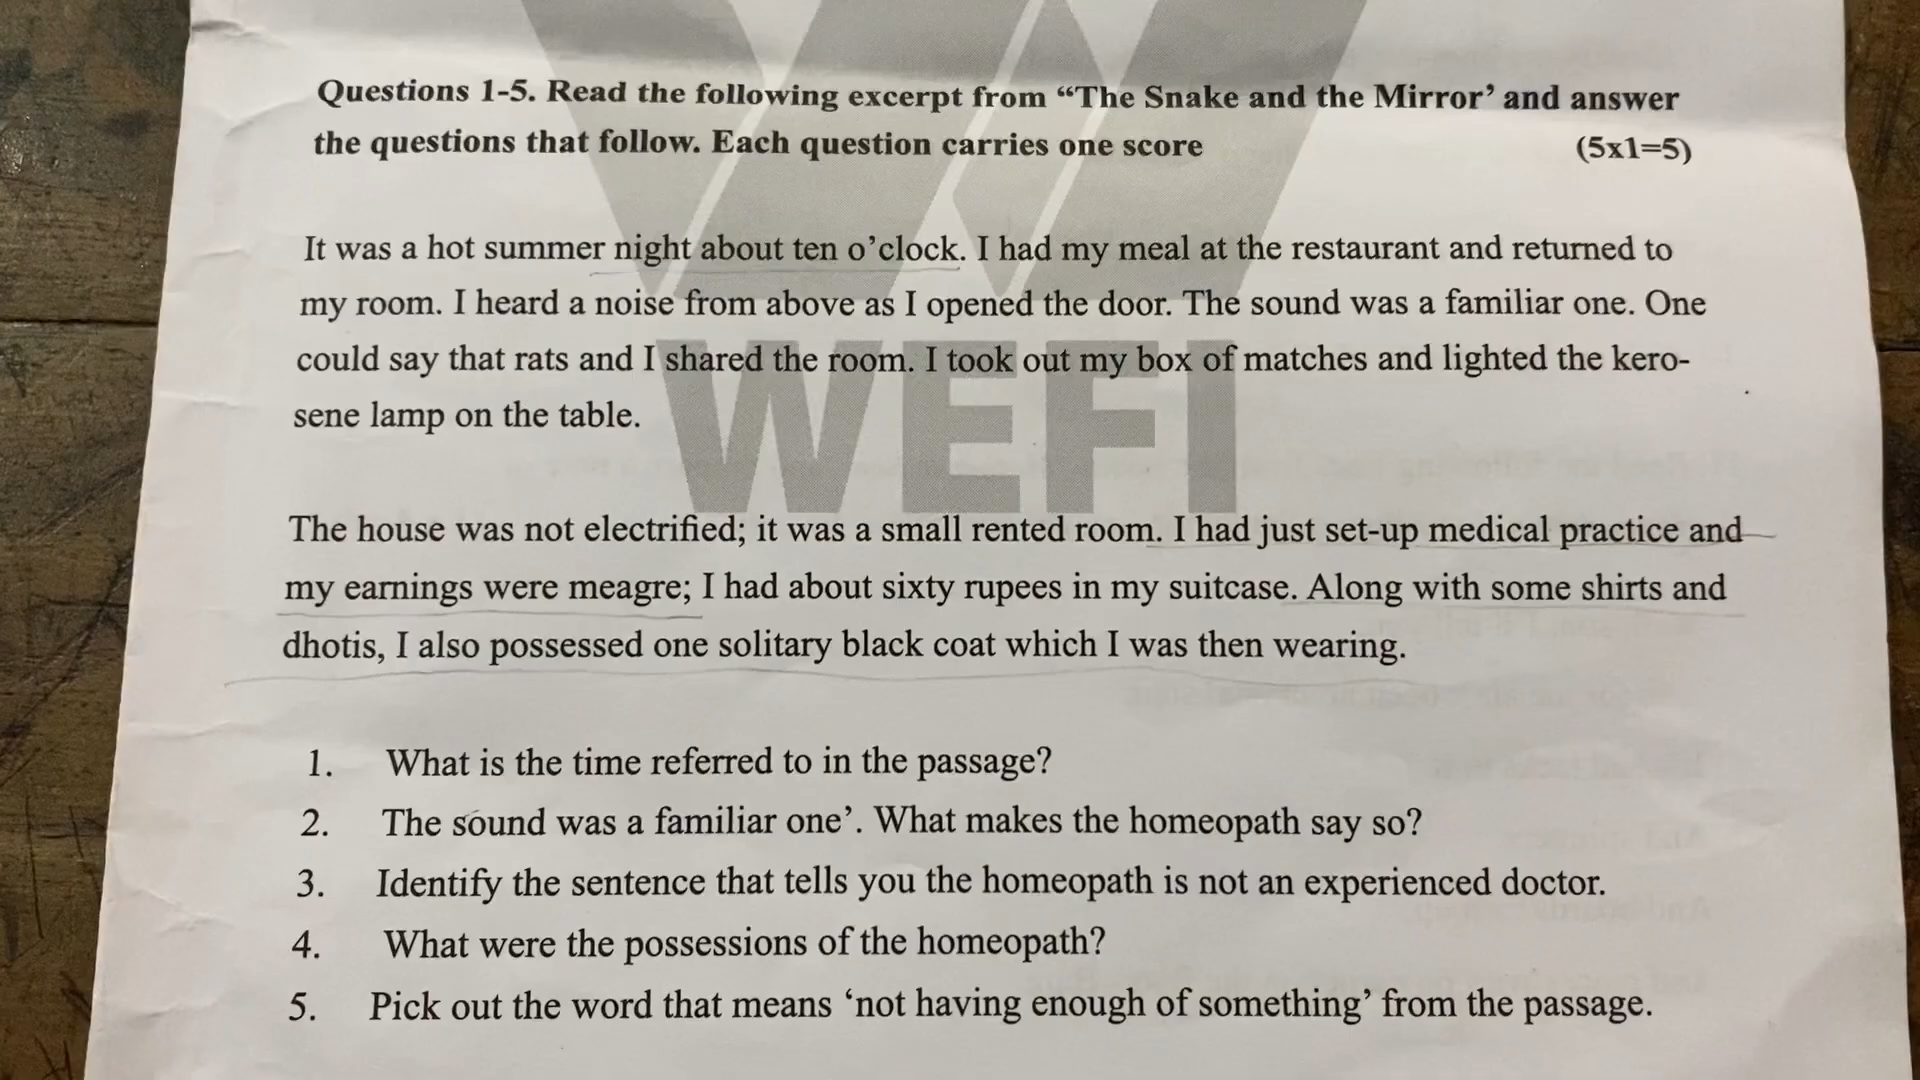 Questions 1-5. Read the following excerpt from “The Snake and the Mirror’ and answer
the questions that follow. Each question carries one score (5x1=5)
It was a hot summer night about ten o’clock. I had my meal at the restaurant and returned to
my room. I heard a noise from above as I opened the door. The sound was a familiar one. One
could say that rats and I shared the room. I took out my box of matches and lighted the kero-
sene lamp on the table.
WEFI
The house was not electrified; it was a small rented room. I had just set-up medical practice and
my earnings were meagre; I had about sixty rupees in my suitcase. Along with some shirts and
dhotis, I also possessed one solitary black coat which I was then wearing.
1. What is the time referred to in the passage?
2. The sound was a familiar one’. What makes the homeopath say so?
3. Identify the sentence that tells you the homeopath is not an experienced doctor.
4. What were the possessions of the homeopath?
5. Pick out the word that means ‘not having enough of something’ from the passage.